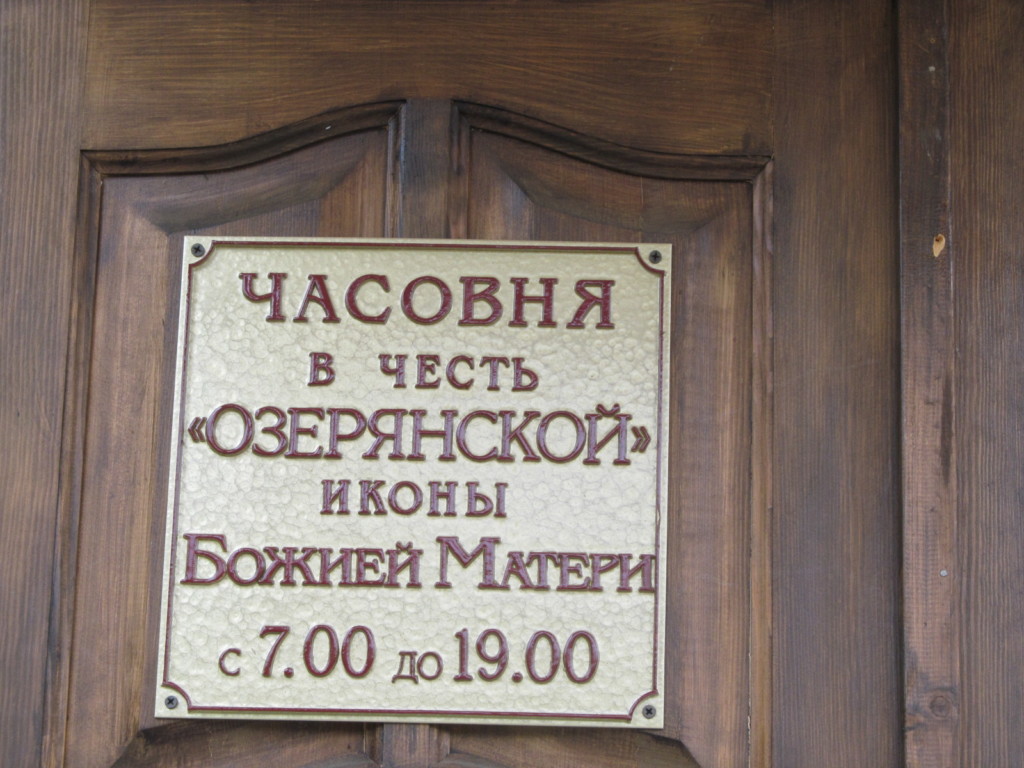 ЧАСОВНЯ
В ЧЕСТЬ
«ОЗЕРЯНСКОЙ»
ИКОНЫ
БОЖИЕЙ МАТЕРИ
с 7.00 до 19.00